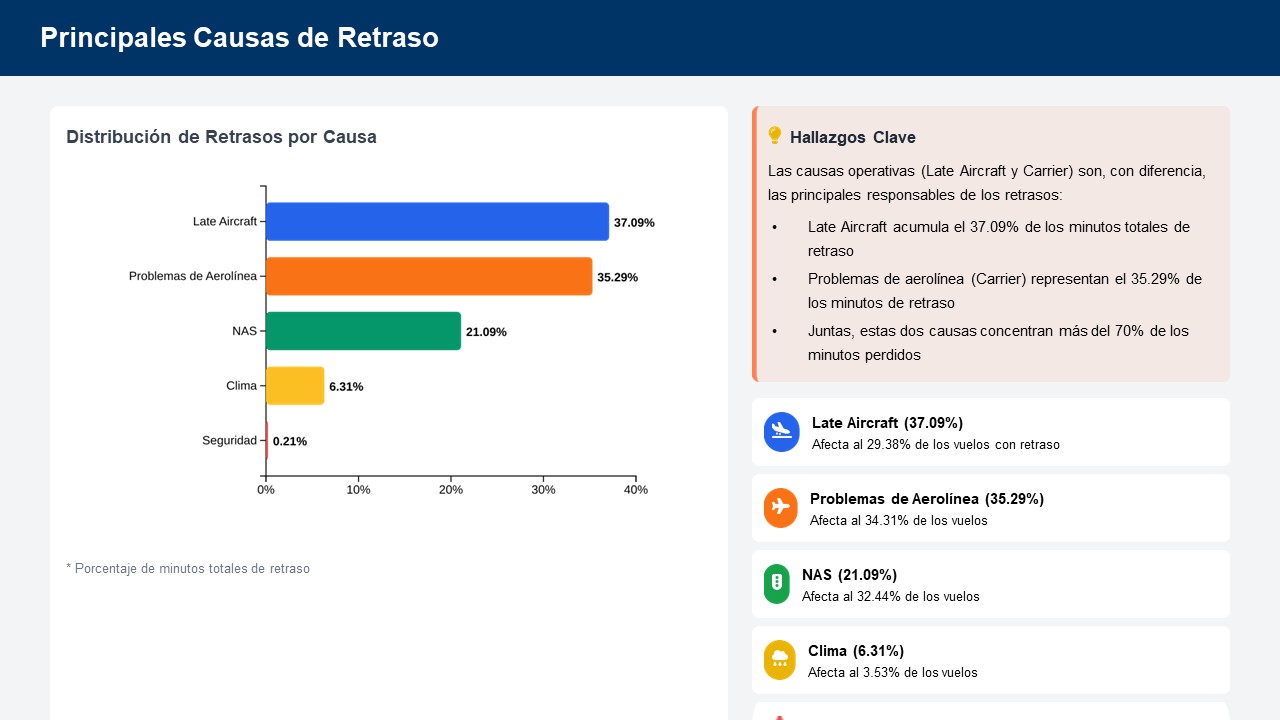 Principales Causas de Retraso
Distribución de Retrasos por Causa
Late Aircraft
37.09%
Problemas de Aerolínea
35.29%
NAS
21.09%
Clima
6.31%
Seguridad
0.21%
0%
10%
20%
30%
40%
* Porcentaje de minutos totales de retraso
Hallazgos Clave
Las causas operativas (Late Aircraft y Carrier) son, con diferencia,
las principales responsables de los retrasos:
• Late Aircraft acumula el 37.09% de los minutos totales de
retraso
• Problemas de aerolínea (Carrier) representan el 35.29% de
los minutos de retraso
• Juntas, estas dos causas concentran más del 70% de los
minutos perdidos
Late Aircraft (37.09%)
Afecta al 29.38% de los vuelos con retraso
Problemas de Aerolínea (35.29%)
Afecta al 34.31% de los vuelos
NAS (21.09%)
Afecta al 32.44% de los vuelos
Clima (6.31%)
Afecta al 3.53% de los vuelos